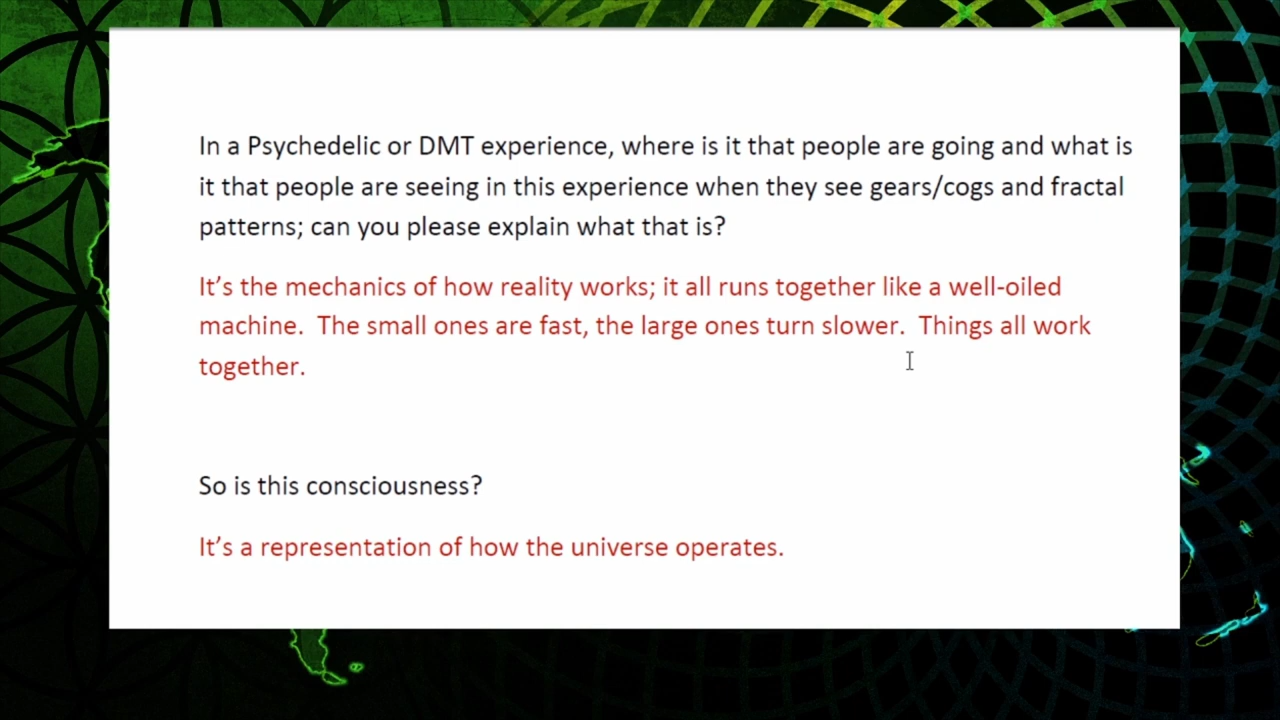 In a Psychedelic or DMT experience, where is it that people are going and what is
it that people are seeing in this experience when they see gears/cogs and fractal
patterns; can you please explain what that is?
It’s the mechanics of how reality works; it all runs together like a well-oiled
machine.  The small ones are fast, the large ones turn slower.  Things all work
together.
So is this consciousness?
It’s a representation of how the universe operates.